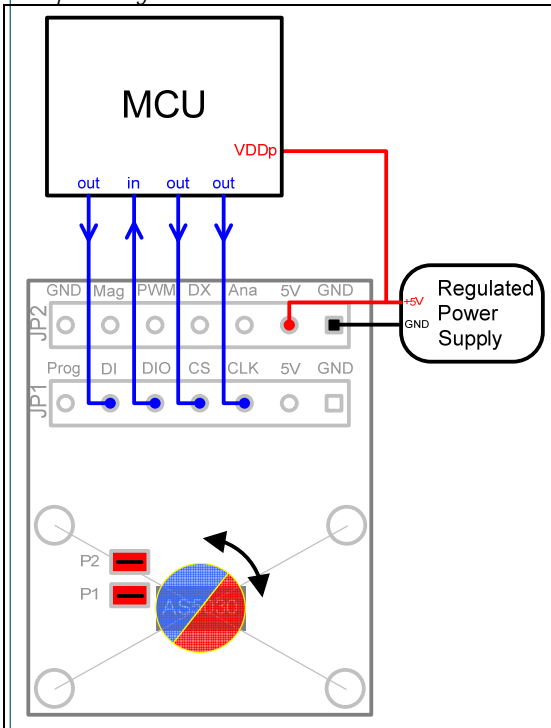 MCU
VDDp
out in out out
GND Mag PWM DX Ana 5V GND
JP2
+5V
GND
Regulated
Power
Supply
Prog DI DIO CS CLK 5V GND
JP1
P2
P1
AS5030